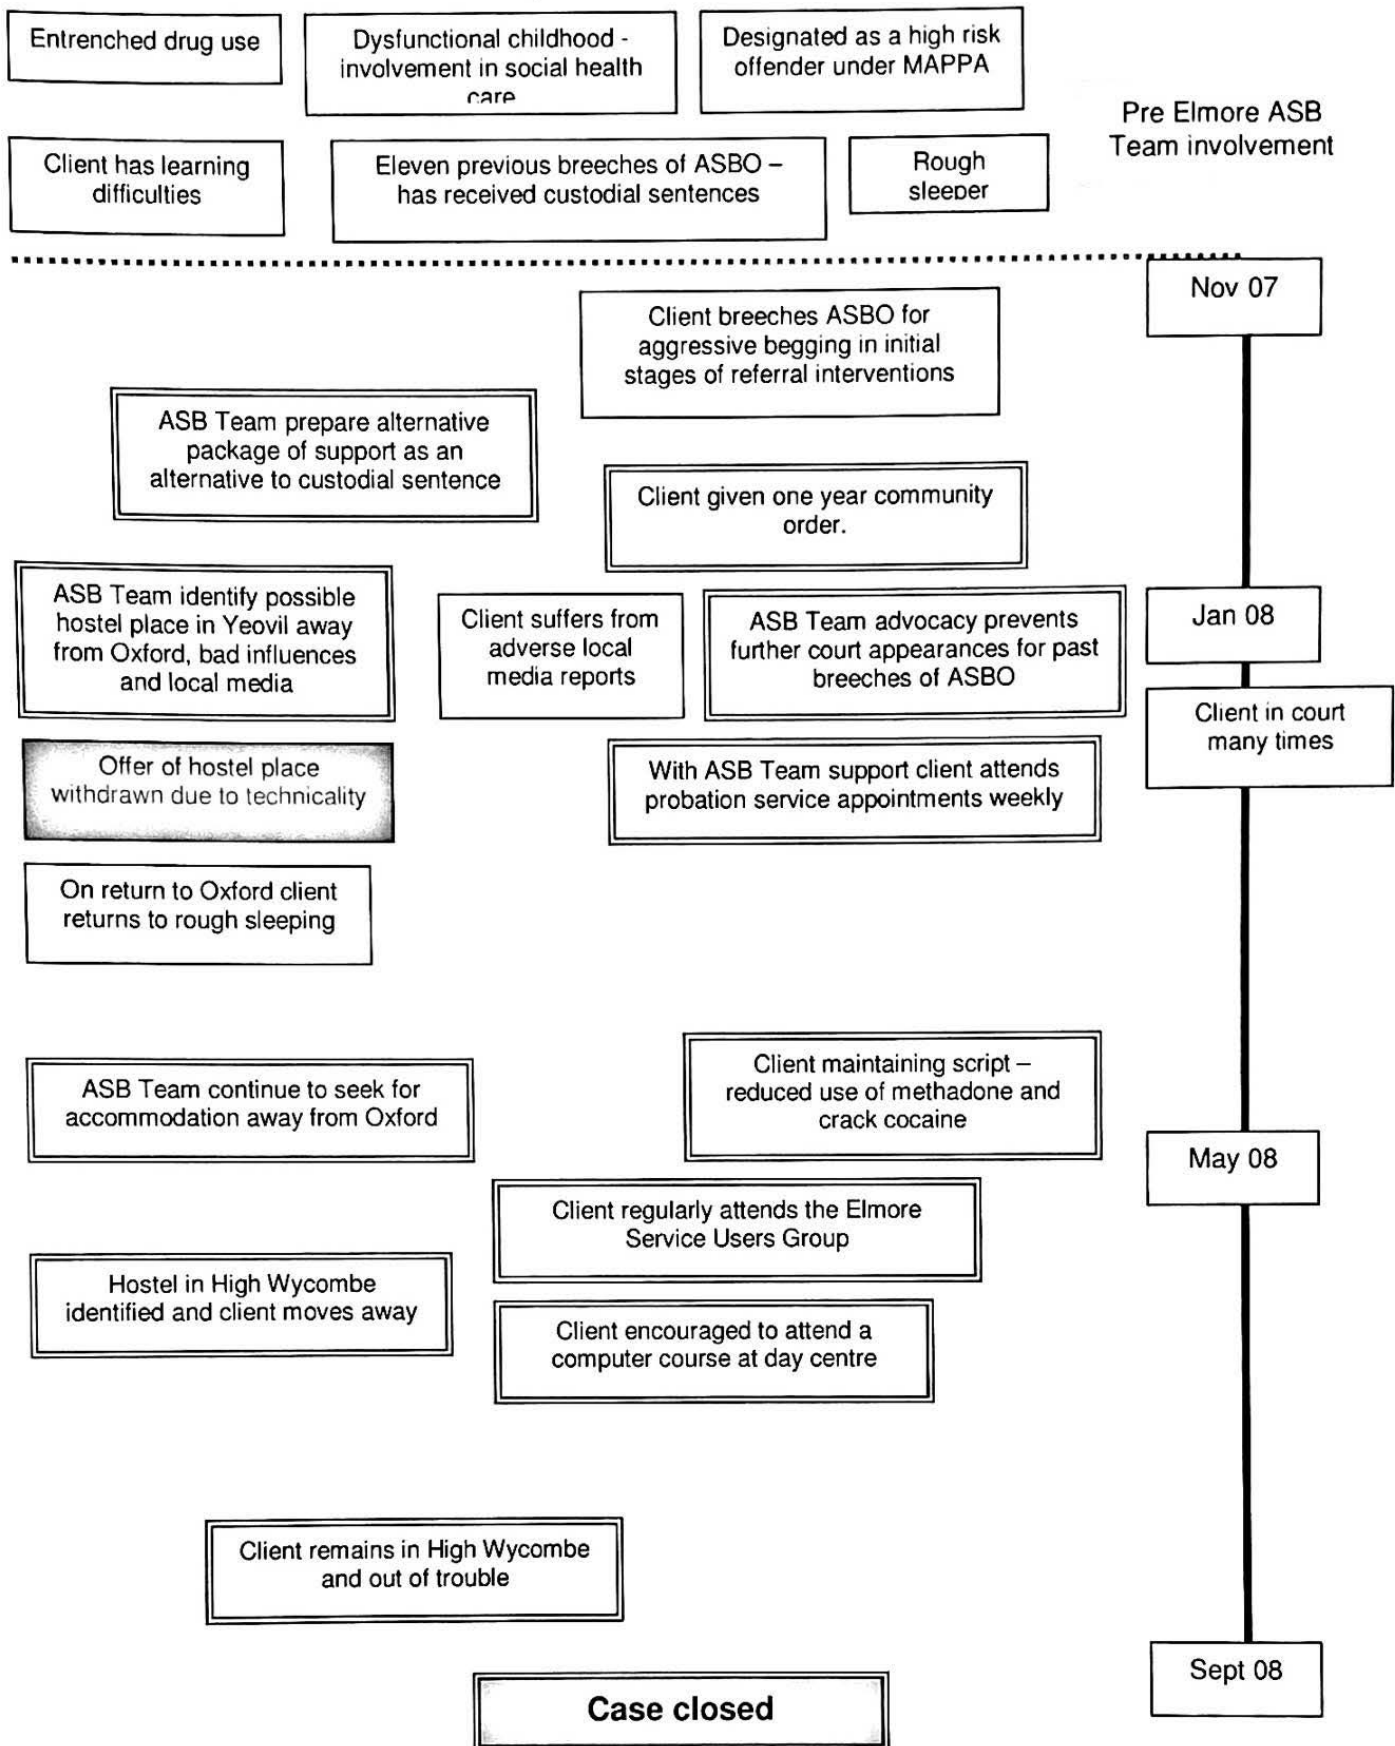 Entrenched drug use
Dysfunctional childhood -
involvement in social health
care
Designated as a high risk
offender under MAPPA
Pre Elmore ASB
Team involvement
Client has learning
difficulties
Eleven previous breeches of ASBO –
has received custodial sentences
Rough
sleeper
Nov 07
Client breeches ASBO for
aggressive begging in initial
stages of referral interventions
ASB Team prepare alternative
package of support as an
alternative to custodial sentence
Client given one year community
order.
ASB Team identify possible
hostel place in Yeovil away
from Oxford, bad influences
and local media
Client suffers from
adverse local
media reports
ASB Team advocacy prevents
further court appearances for past
breeches of ASBO
Jan 08
Client in court
many times
Offer of hostel place
withdrawn due to technicality
With ASB Team support client attends
probation service appointments weekly
On return to Oxford client
returns to rough sleeping
ASB Team continue to seek for
accommodation away from Oxford
Client maintaining script –
reduced use of methadone and
crack cocaine
May 08
Client regularly attends the Elmore
Service Users Group
Hostel in High Wycombe
identified and client moves away
Client encouraged to attend a
computer course at day centre
Client remains in High Wycombe
and out of trouble
Sept 08
Case closed